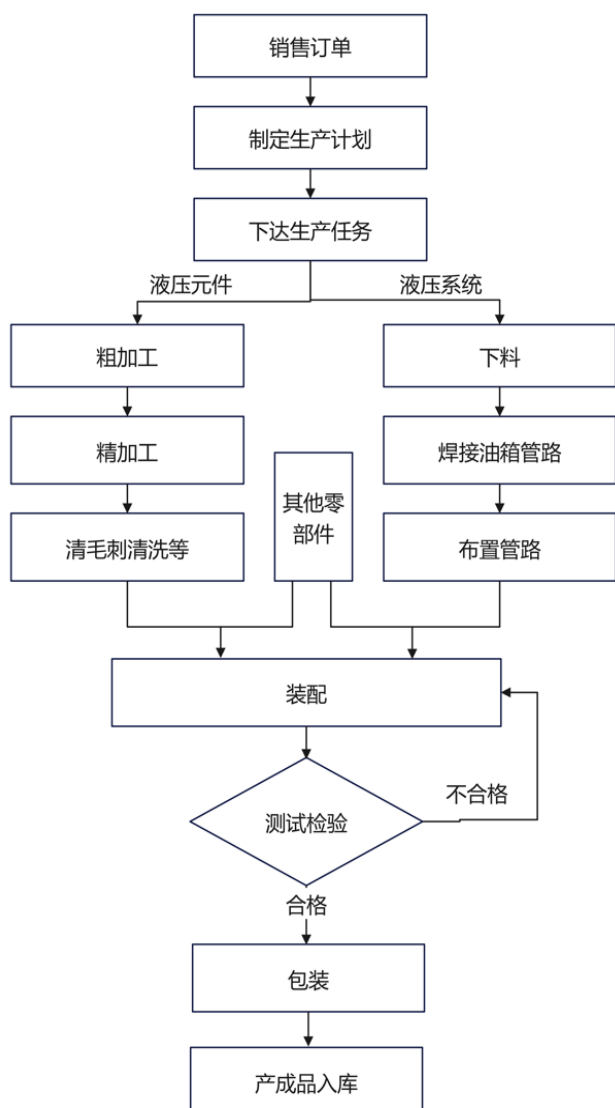 销售订单
制定生产计划
下达生产任务
液压元件
液压系统
粗加工
下料
精加工
焊接油箱管路
其他零
部件
清毛刺清洗等
布置管路
装配
不合格
测试检验
合格
包装
产成品入库